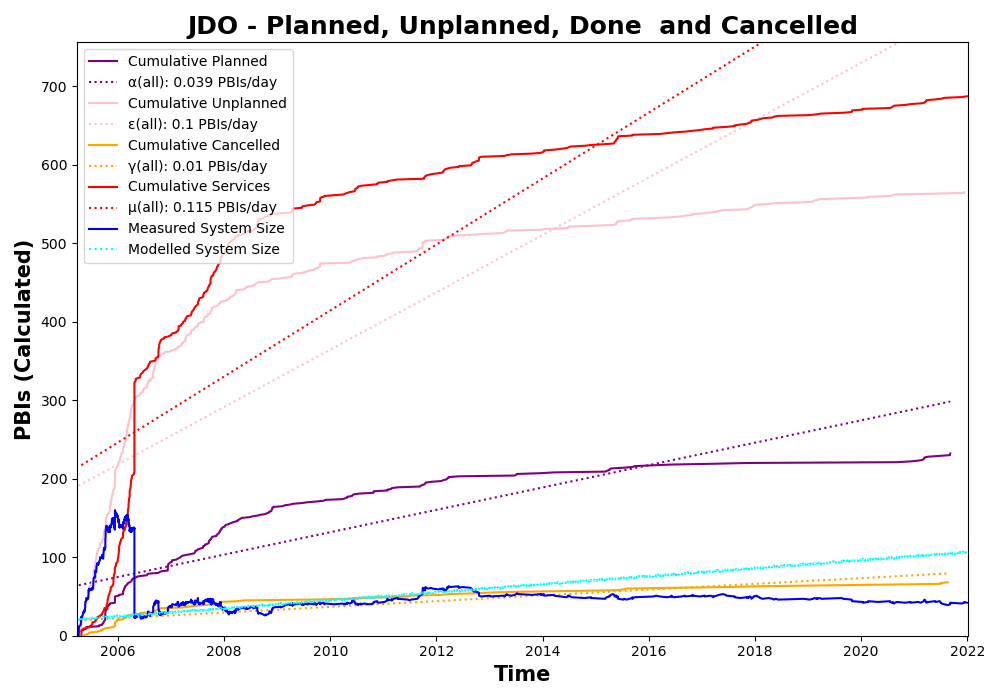 JDO - Planned, Unplanned, Done  and Cancelled
PBIs (Calculated)
700
600
500
400
300
200
100
0
Cumulative Planned
α(all): 0.039 PBIs/day
Cumulative Unplanned
ε(all): 0.1 PBIs/day
Cumulative Cancelled
γ(all): 0.01 PBIs/day
Cumulative Services
μ(all): 0.115 PBIs/day
Measured System Size
Modelled System Size
2006 2008 2010 2012 2014 2016 2018 2020 2022
Time